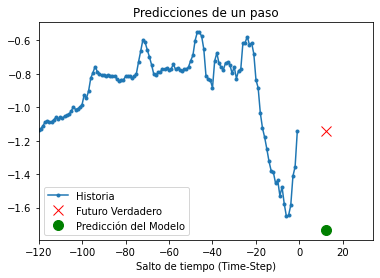 Predicciones de un paso
−0.6
−0.8
−1.0
−1.2
−1.4
−1.6
Historia
Futuro Verdadero
Predicción del Modelo
−120 −100 −80 −60 −40 −20 0 20
Salto de tiempo (Time-Step)